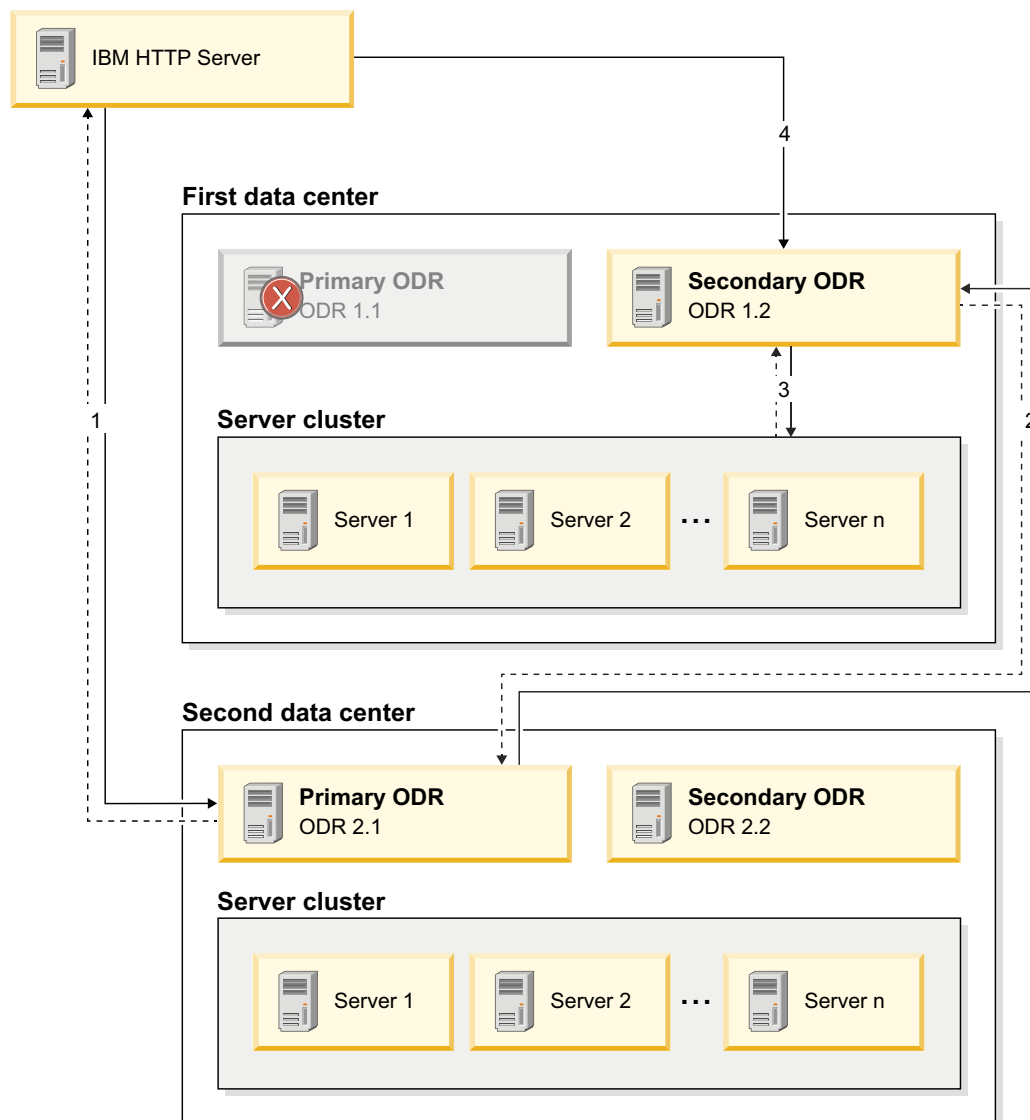 IBM HTTP Server
4
First data center
Primary ODR
ODR 1.1
X
Secondary ODR
ODR 1.2
3
1
2
Server cluster
Server 1
Server 2
...
Server n
Second data center
Primary ODR
ODR 2.1
Secondary ODR
ODR 2.2
Server cluster
Server 1
Server 2
...
Server n